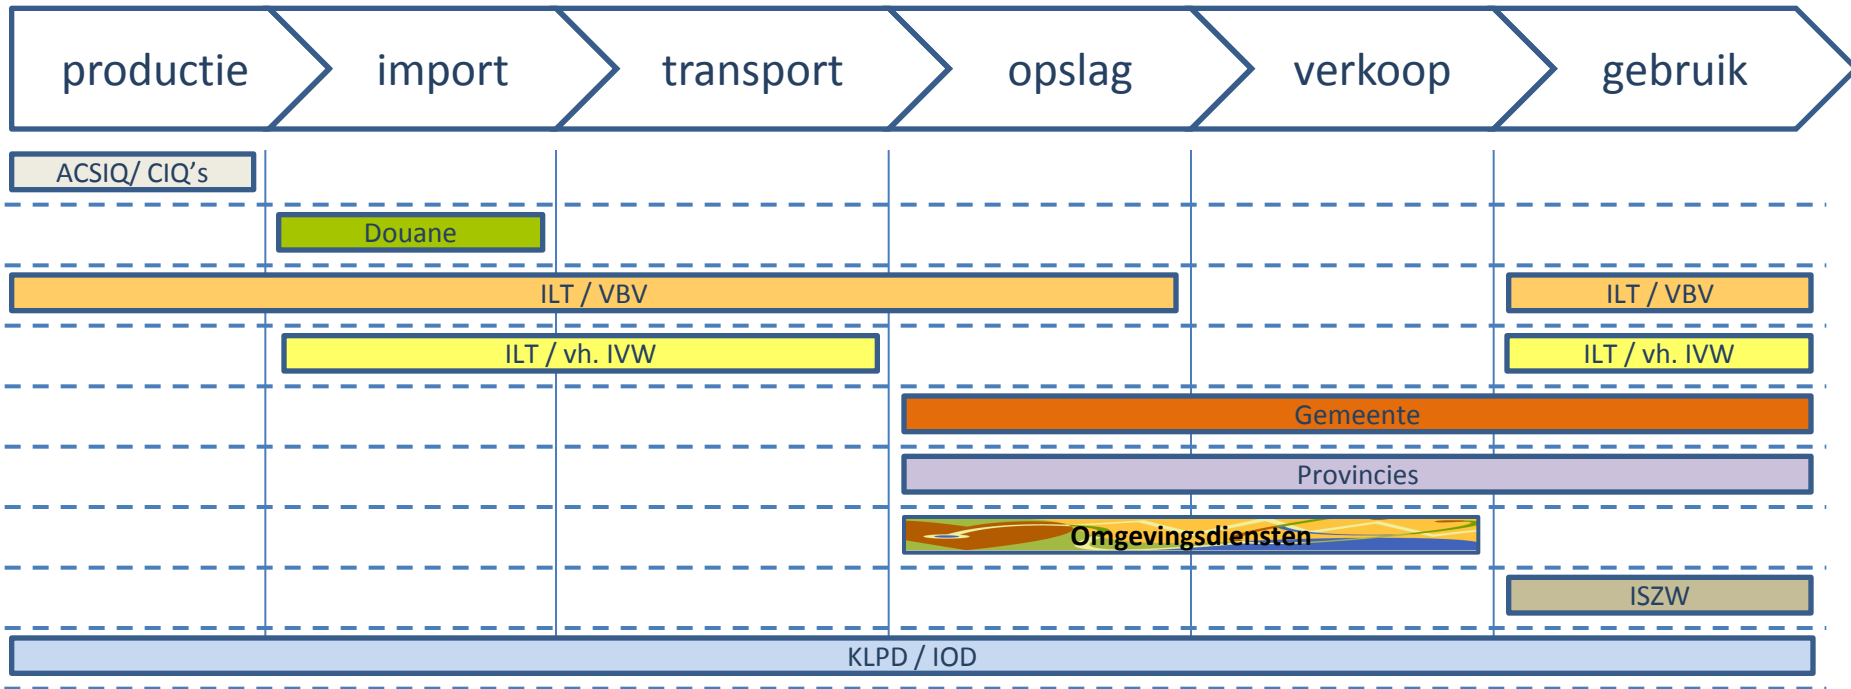 productie
import
transport
opslag
verkoop
gebruik
ACSIQ/ CIQ’s
Douane
ILT / VBV
ILT / VBV
ILT / vh. IVW
ILT / vh. IVW
Gemeente
Provincies
Omgevingsdiensten
ISZW
KLPD / IOD